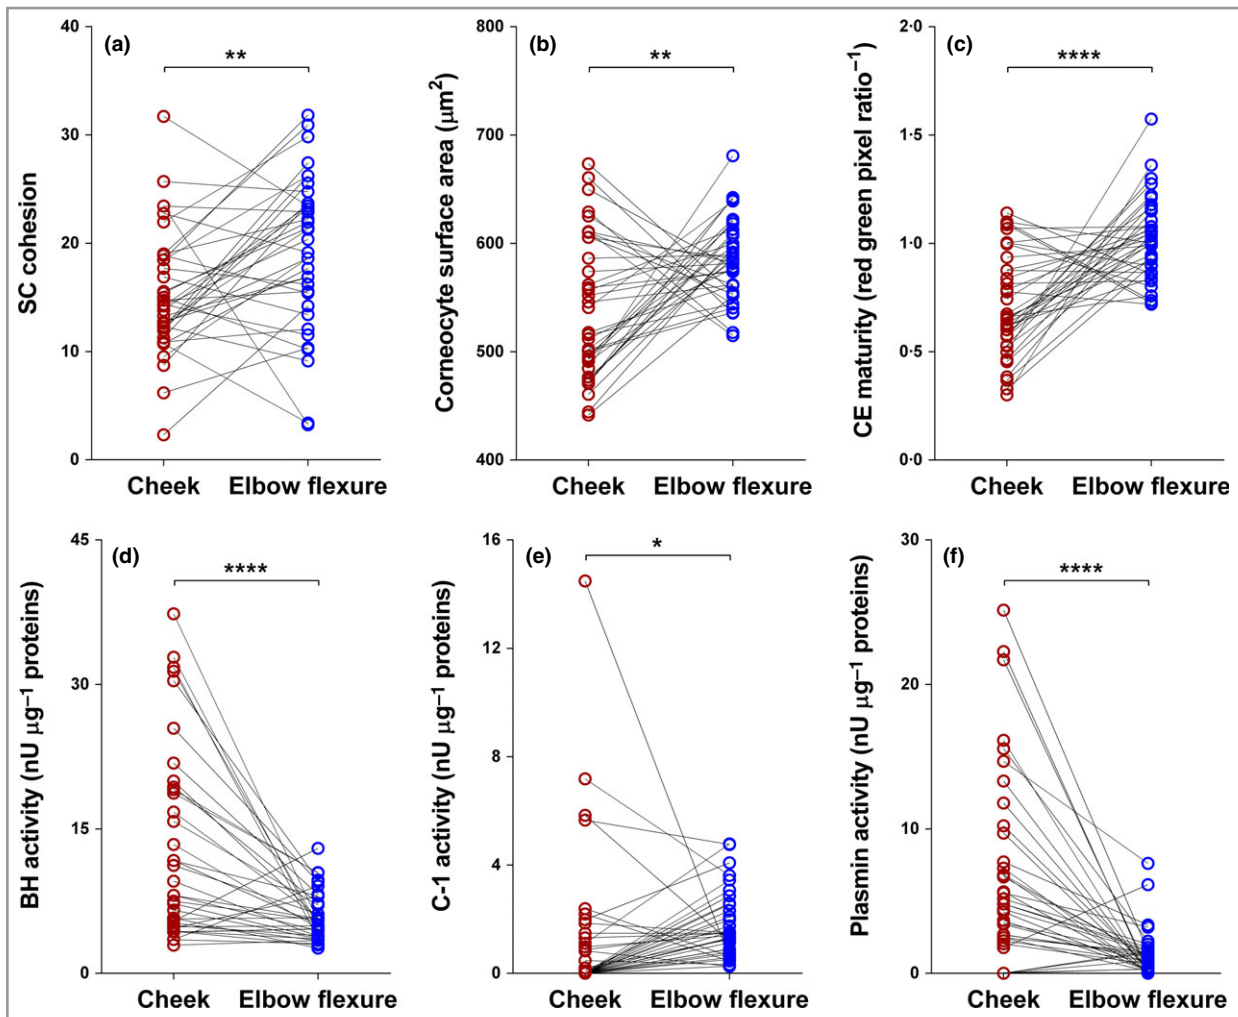 (a)
**
SC cohesion
40
30
20
10
0
Cheek
Elbow flexure
(b)
**
Corneocyte surface area (μm²)
800
700
600
500
400
Cheek
Elbow flexure
(c)
****
CE maturity (red green pixel ratio⁻¹)
2·0
1·5
1·0
0·5
0·0
Cheek
Elbow flexure
(d)
****
BH activity (nU μg⁻¹ proteins)
45
30
15
0
Cheek
Elbow flexure
(e)
*
C-1 activity (nU μg⁻¹ proteins)
16
12
8
4
0
Cheek
Elbow flexure
(f)
****
Plasmin activity (nU μg⁻¹ proteins)
30
20
10
0
Cheek
Elbow flexure